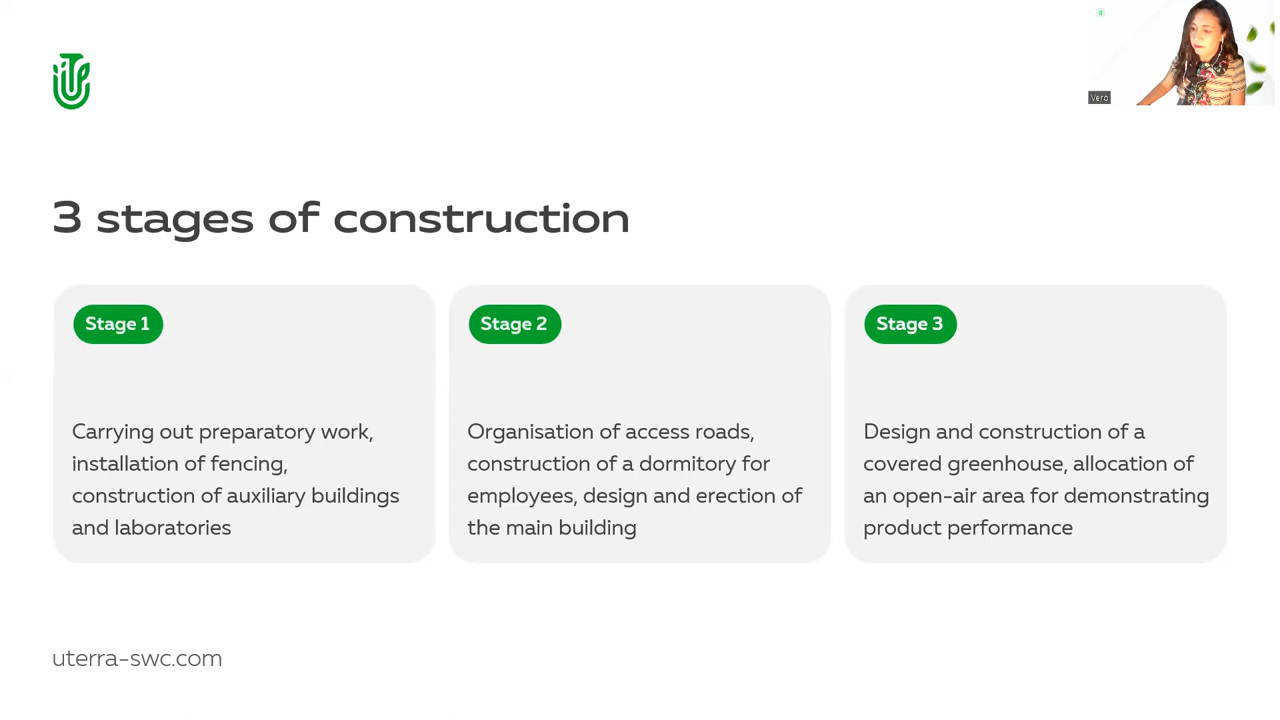 Vero
3 stages of construction
Stage 1
Carrying out preparatory work,
installation of fencing,
construction of auxiliary buildings
and laboratories
Stage 2
Organisation of access roads,
construction of a dormitory for
employees, design and erection of
the main building
Stage 3
Design and construction of a
covered greenhouse, allocation of
an open-air area for demonstrating
product performance
uterra-swc.com